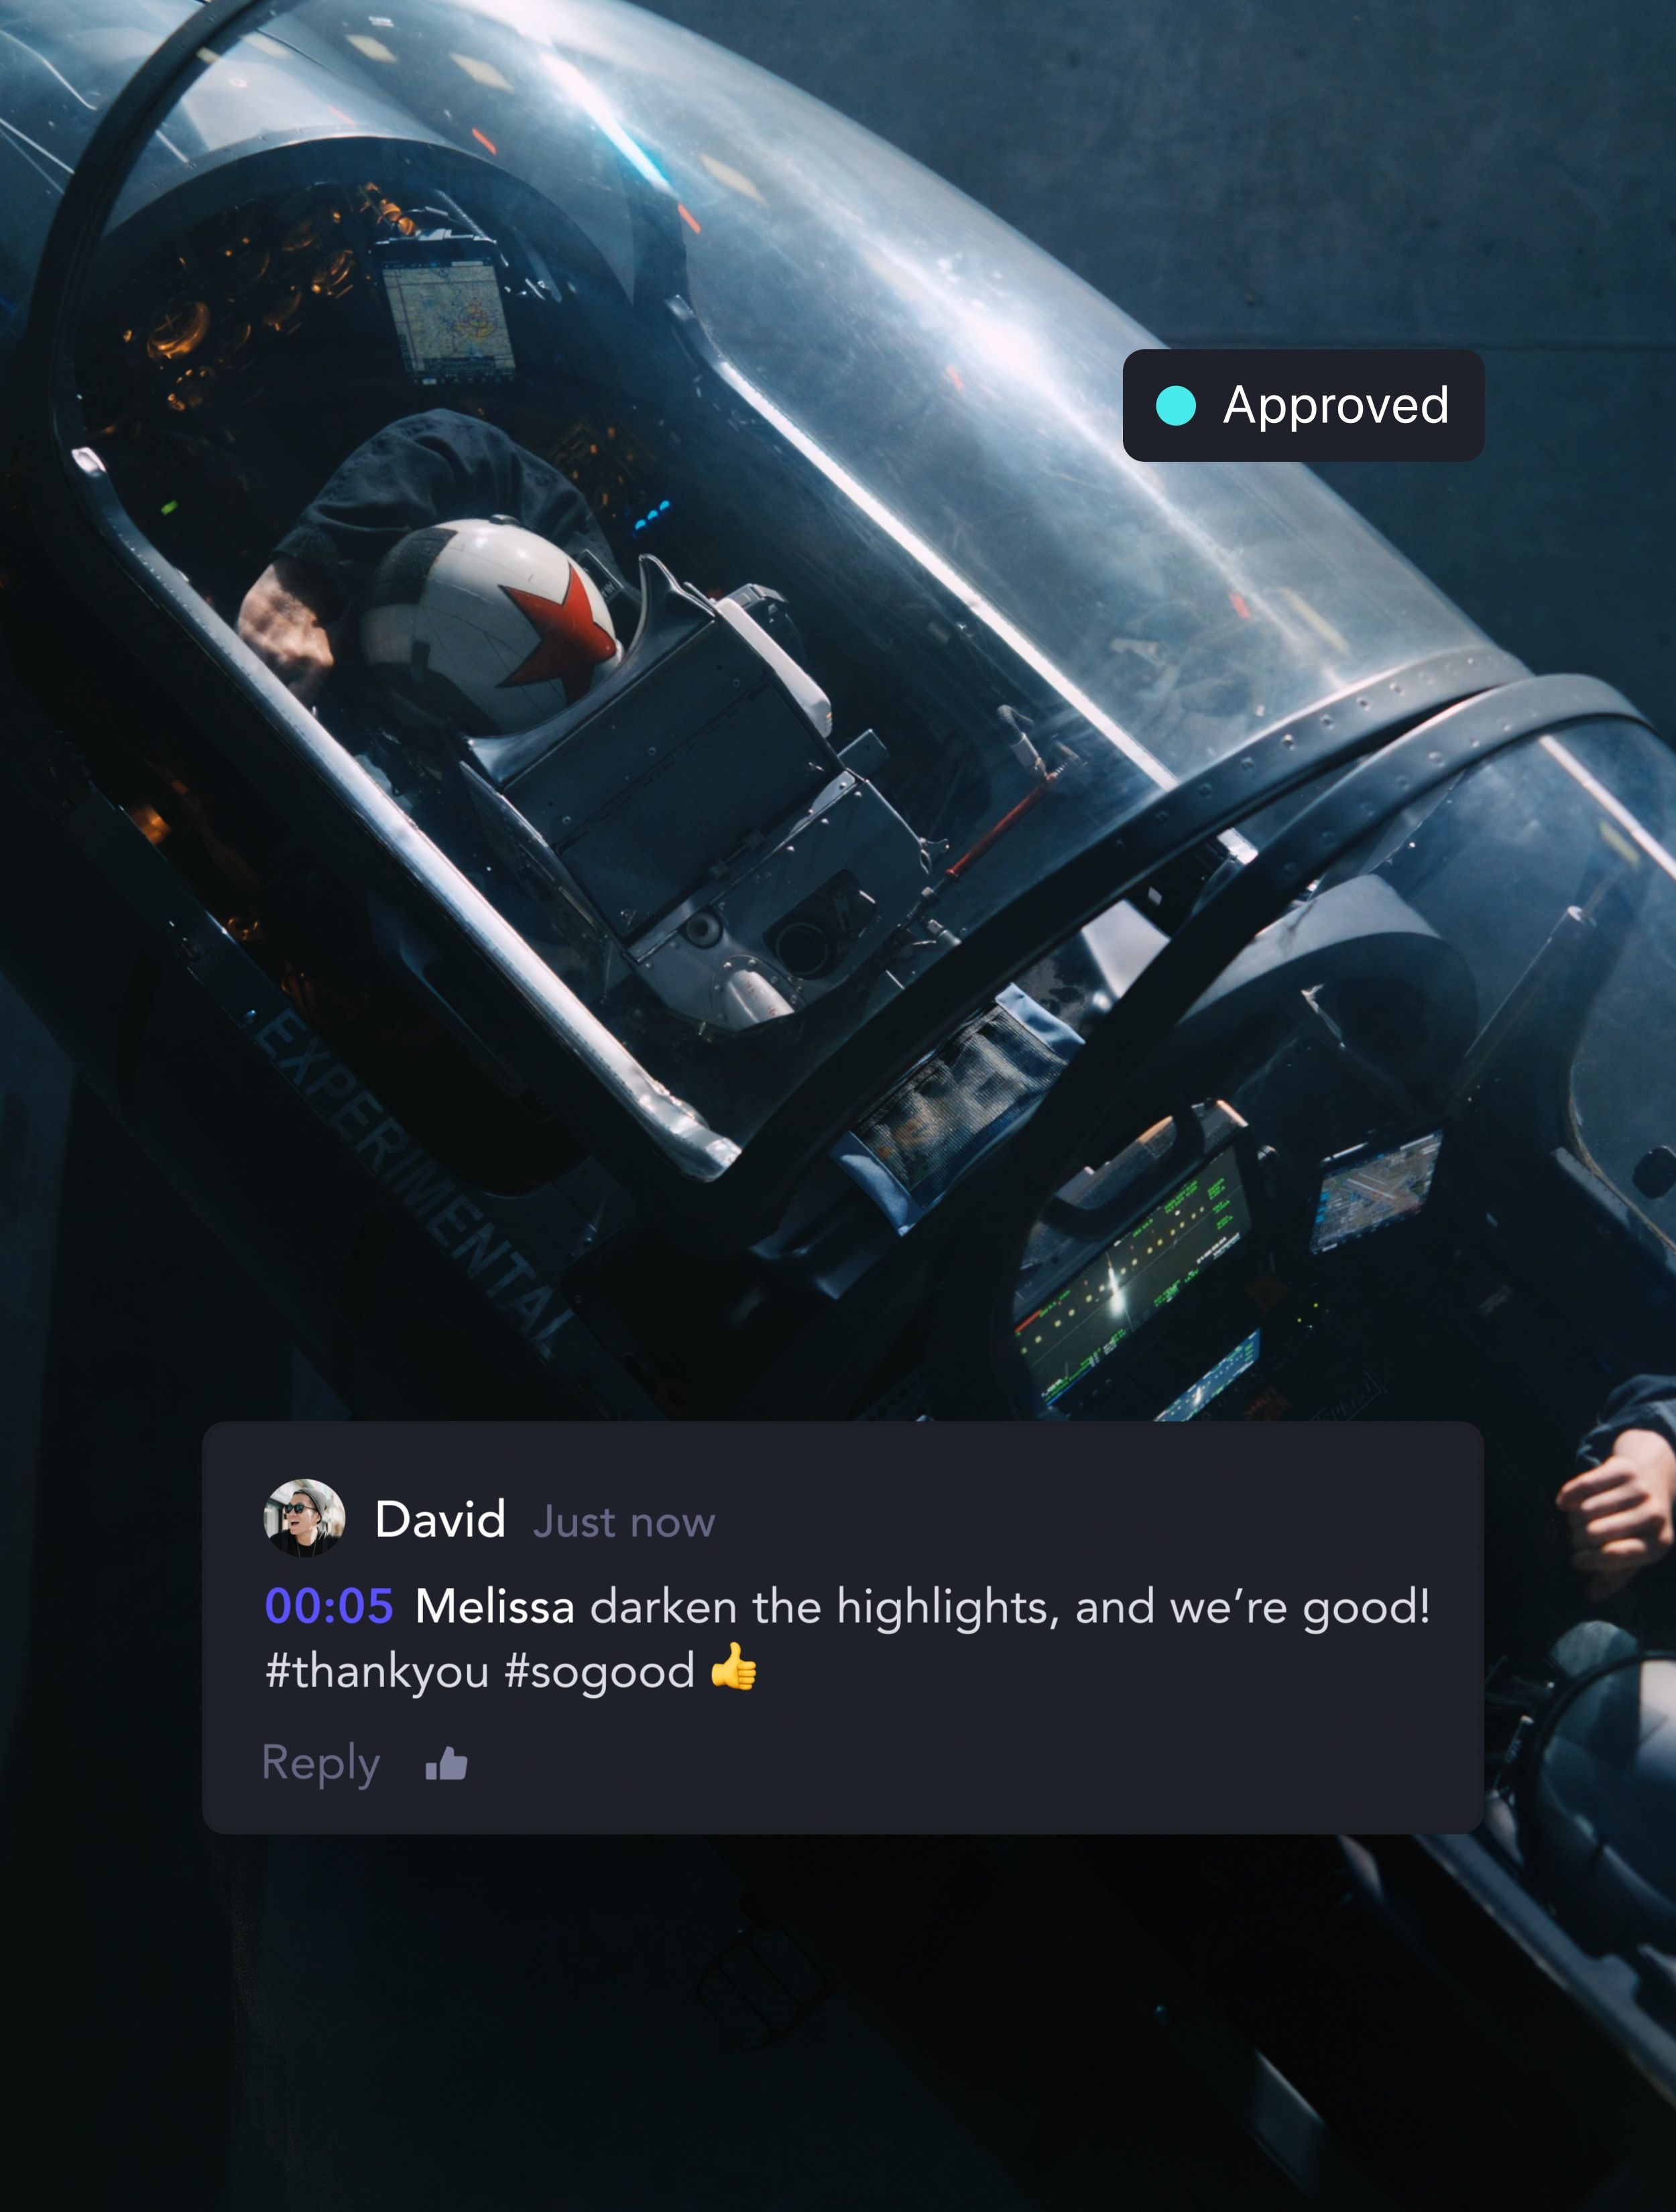 Approved
EXPERIMENTAL
David Just now
00:05 Melissa darken the highlights, and we’re good!
#thankyou #sogood 👍
Reply